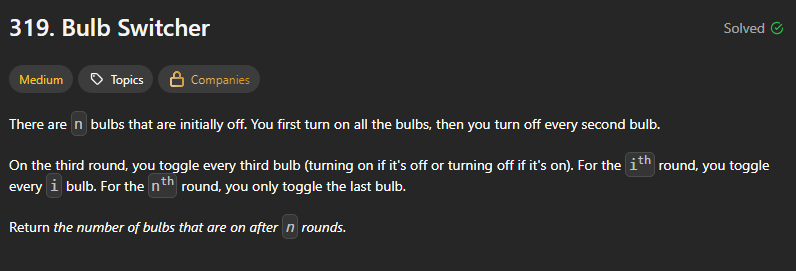 319. Bulb Switcher
Solved
Medium Topics Companies
There are n bulbs that are initially off. You first turn on all the bulbs, then you turn off every second bulb.
On the third round, you toggle every third bulb (turning on if it's off or turning off if it's on). For the ith round, you toggle
every i bulb. For the nth round, you only toggle the last bulb.
Return the number of bulbs that are on after n rounds.